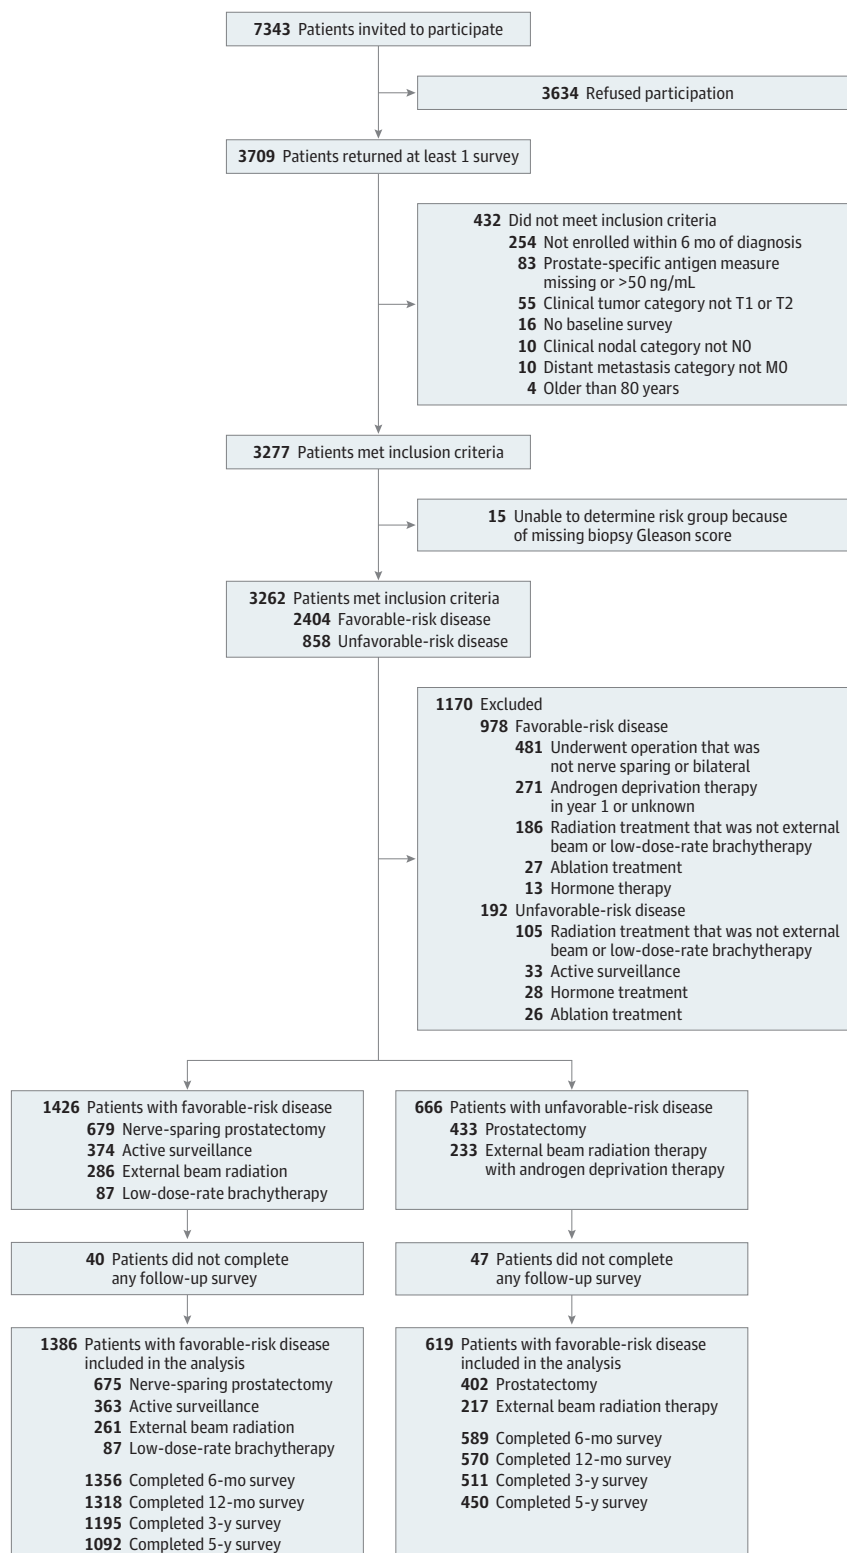 7343 Patients invited to participate
3634 Refused participation
3709 Patients returned at least 1 survey
432 Did not meet inclusion criteria
254 Not enrolled within 6 mo of diagnosis
83 Prostate-specific antigen measure
missing or >50 ng/mL
55 Clinical tumor category not T1 or T2
16 No baseline survey
10 Clinical nodal category not N0
10 Distant metastasis category not M0
4 Older than 80 years
3277 Patients met inclusion criteria
15 Unable to determine risk group because
of missing biopsy Gleason score
3262 Patients met inclusion criteria
2404 Favorable-risk disease
858 Unfavorable-risk disease
1170 Excluded
978 Favorable-risk disease
481 Underwent operation that was
not nerve sparing or bilateral
271 Androgen deprivation therapy
in year 1 or unknown
186 Radiation treatment that was not external
beam or low-dose-rate brachytherapy
27 Ablation treatment
13 Hormone therapy
192 Unfavorable-risk disease
105 Radiation treatment that was not external
beam or low-dose-rate brachytherapy
33 Active surveillance
28 Hormone treatment
26 Ablation treatment
1426 Patients with favorable-risk disease
679 Nerve-sparing prostatectomy
374 Active surveillance
286 External beam radiation
87 Low-dose-rate brachytherapy
666 Patients with unfavorable-risk disease
433 Prostatectomy
233 External beam radiation therapy
with androgen deprivation therapy
40 Patients did not complete
any follow-up survey
47 Patients did not complete
any follow-up survey
1386 Patients with favorable-risk disease
included in the analysis
675 Nerve-sparing prostatectomy
363 Active surveillance
261 External beam radiation
87 Low-dose-rate brachytherapy
1356 Completed 6-mo survey
1318 Completed 12-mo survey
1195 Completed 3-y survey
1092 Completed 5-y survey
619 Patients with favorable-risk disease
included in the analysis
402 Prostatectomy
217 External beam radiation therapy
589 Completed 6-mo survey
570 Completed 12-mo survey
511 Completed 3-y survey
450 Completed 5-y survey